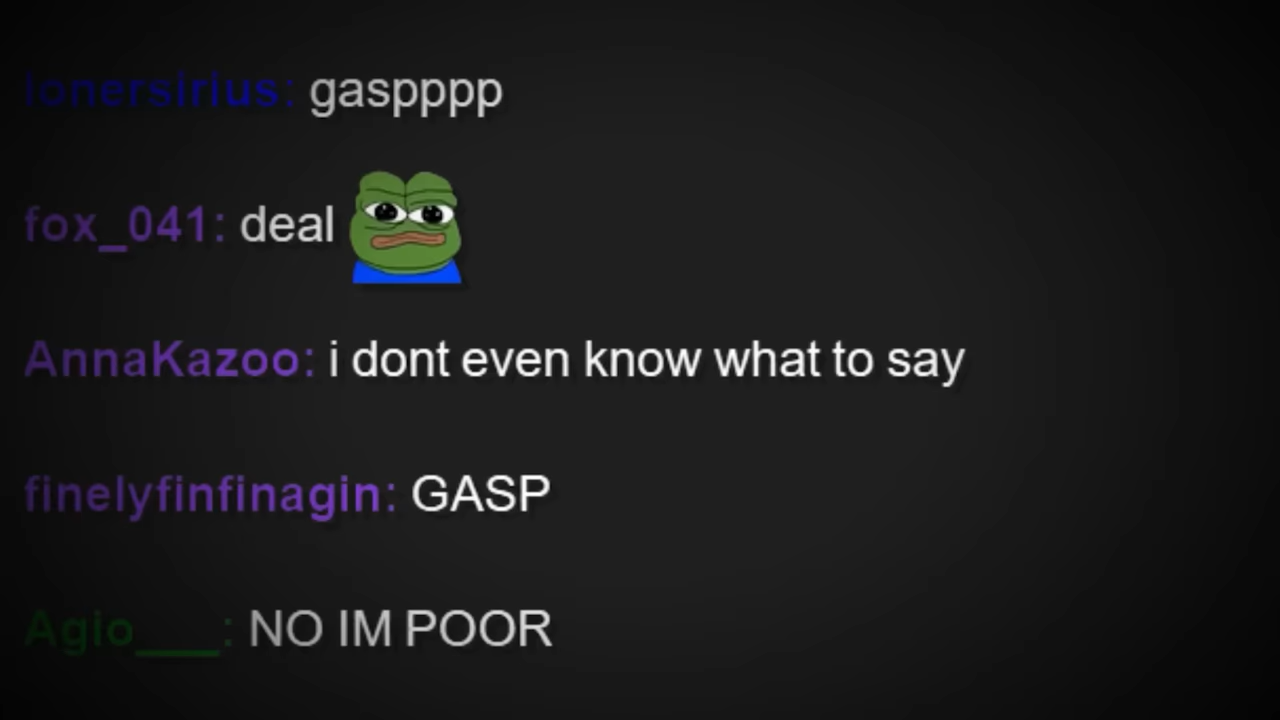 lonersirius: gaspppp
fox_041: deal
AnnaKazoo: i dont even know what to say
finelyfinfinagin: GASP
Agio___: NO IM POOR